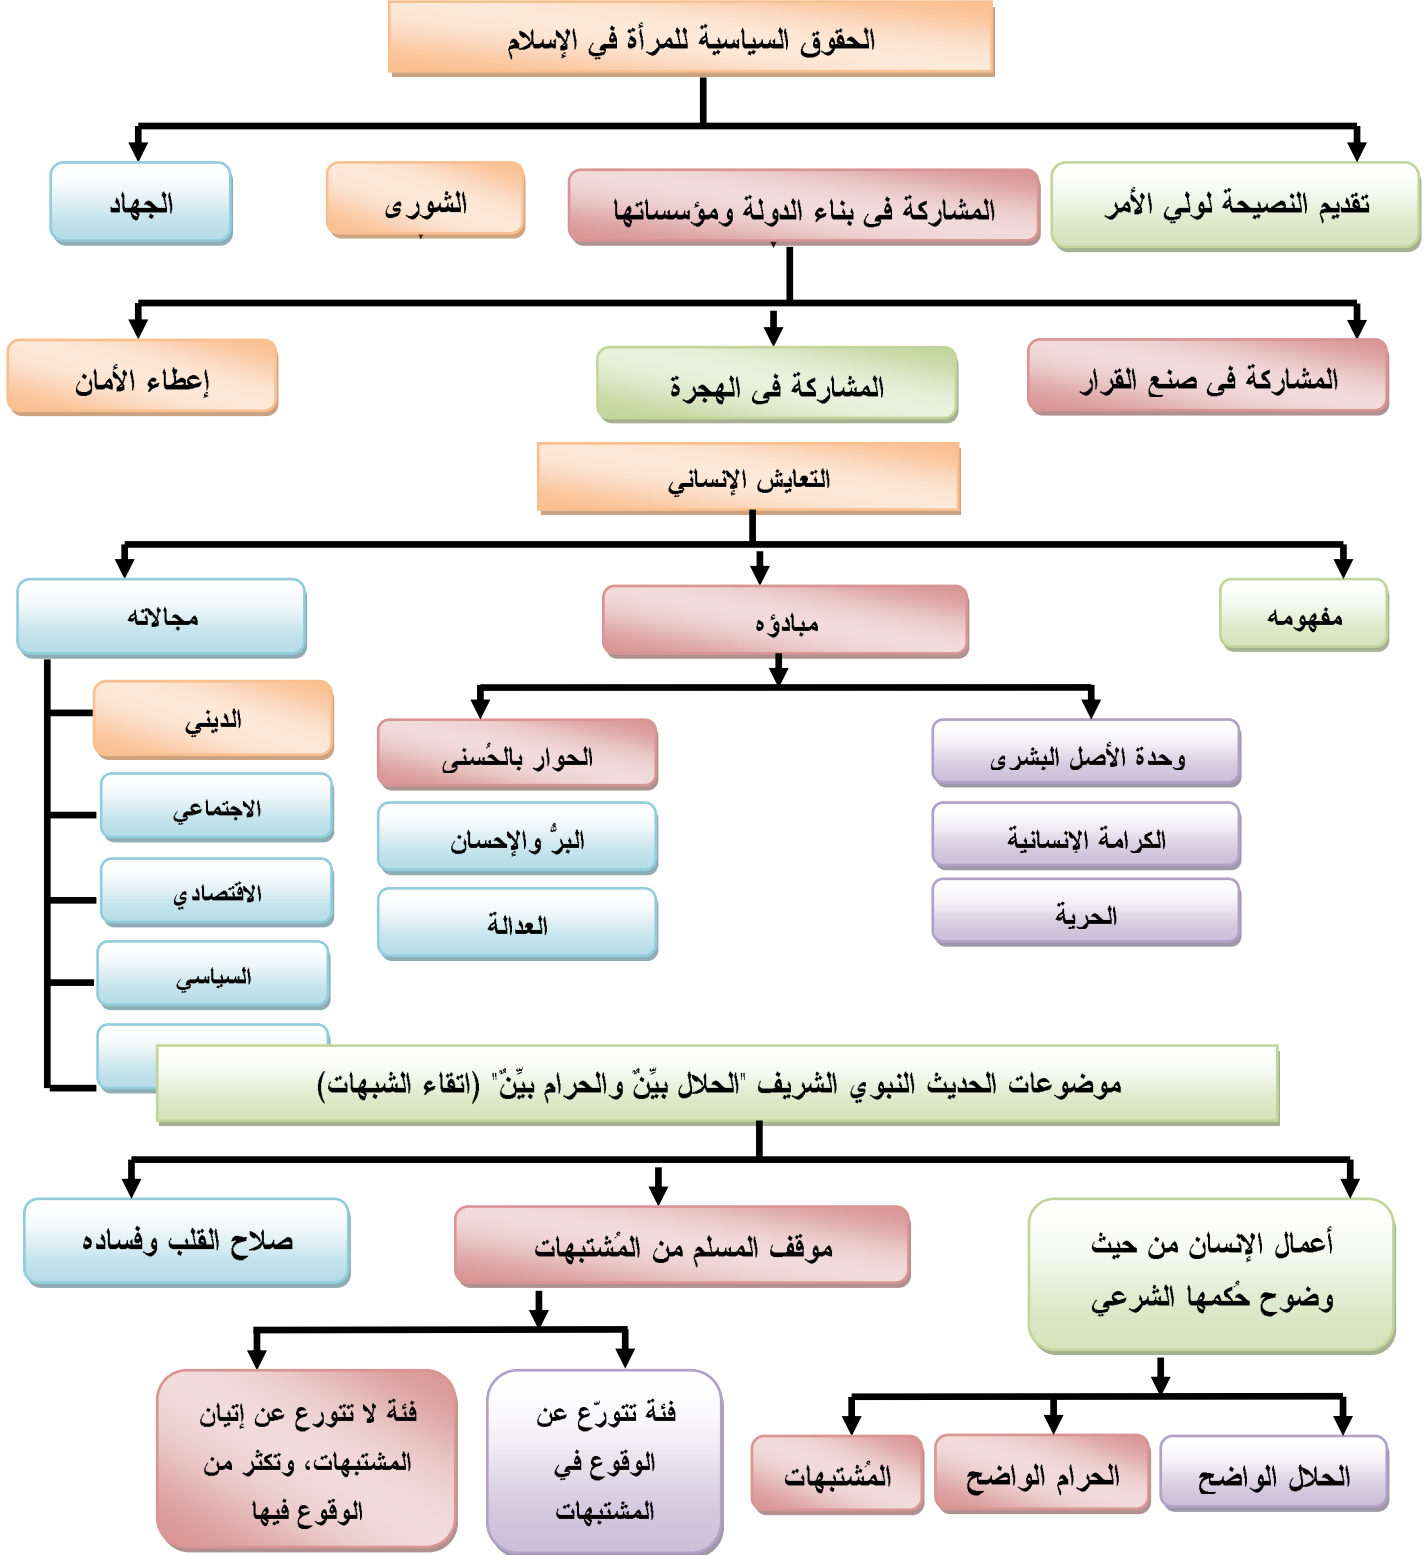 الحقوق السياسية للمرأة في الإسلام
تقديم النصيحة لولي الأمر
المشاركة فى بناء الدولة ومؤسساتها
الشورى
الجهاد
المشاركة فى صنع القرار
المشاركة فى الهجرة
إعطاء الأمان
التعايش الإنساني
مفهومه
مبادؤه
مجالاته
وحدة الأصل البشرى
الكرامة الإنسانية
الحرية
الحوار بالحُسنى
البرُّ والإحسان
العدالة
الديني
الاجتماعي
الاقتصادي
السياسي
موضوعات الحديث النبوي الشريف "الحلال بيِّنٌ والحرام بيِّنٌ" (اتقاء الشبهات)
أعمال الإنسان من حيث
وضوح حُكمها الشرعي
موقف المسلم من المُشتبهات
صلاح القلب وفساده
الحلال الواضح
الحرام الواضح
المُشتبهات
فئة تتورّع عن
الوقوع في
المشتبهات
فئة لا تتورع عن إتيان
المشتبهات، وتكثر من
الوقوع فيها